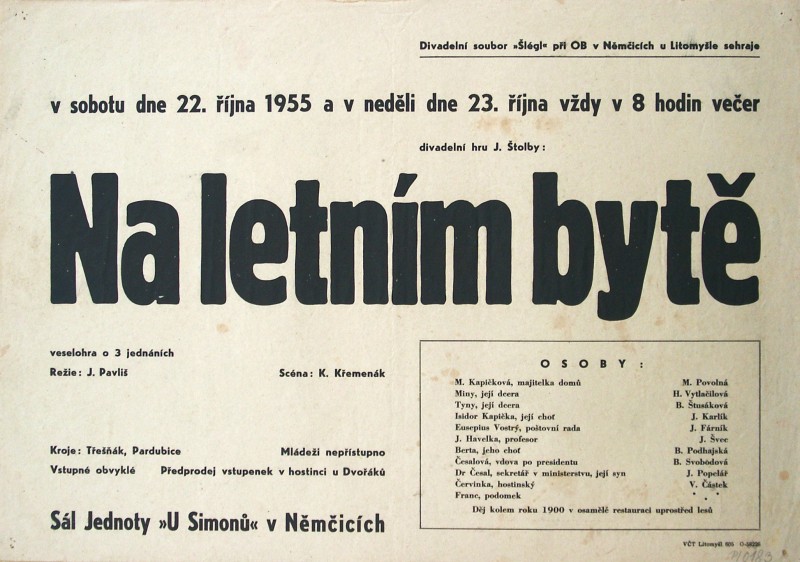 Divadelní soubor »Šlégl« při OB v Němčicích u Litomyšle sehraje
v sobotu dne 22. října 1955 a v neděli dne 23. října vždy v 8 hodin večer
divadelní hru J. Štolby:
Na letním bytě
veselohra o 3 jednáních
Režie: J. Pavliš Scéna: K. Křemenák
Kroje: Třešňák, Pardubice Mládeži nepřístupno
Vstupné obvyklé Předprodej vstupenek v hostinci u Dvořáků
Sál Jednoty »U Simonů« v Němčicích
OSOBY:
M. Kapičková, majitelka domů M. Povolná
Miny, její dcera H. Vytlačilová
Tyny, její dcera B. Štusáková
Isidor Kapička, její choť J. Karlík
Eusepius Vostrý, poštovní rada J. Fárník
J. Havelka, profesor J. Švec
Berta, jeho choť B. Podhajská
Česalová, vdova po presidentu B. Svobodová
Dr Česal, sekretář v ministerstvu, její syn J. Popelář
Červinka, hostinský V. Částek
Franc, podomek . . .
Děj kolem roku 1900 v osamělé restauraci uprostřed lesů
VČT Litomyšl